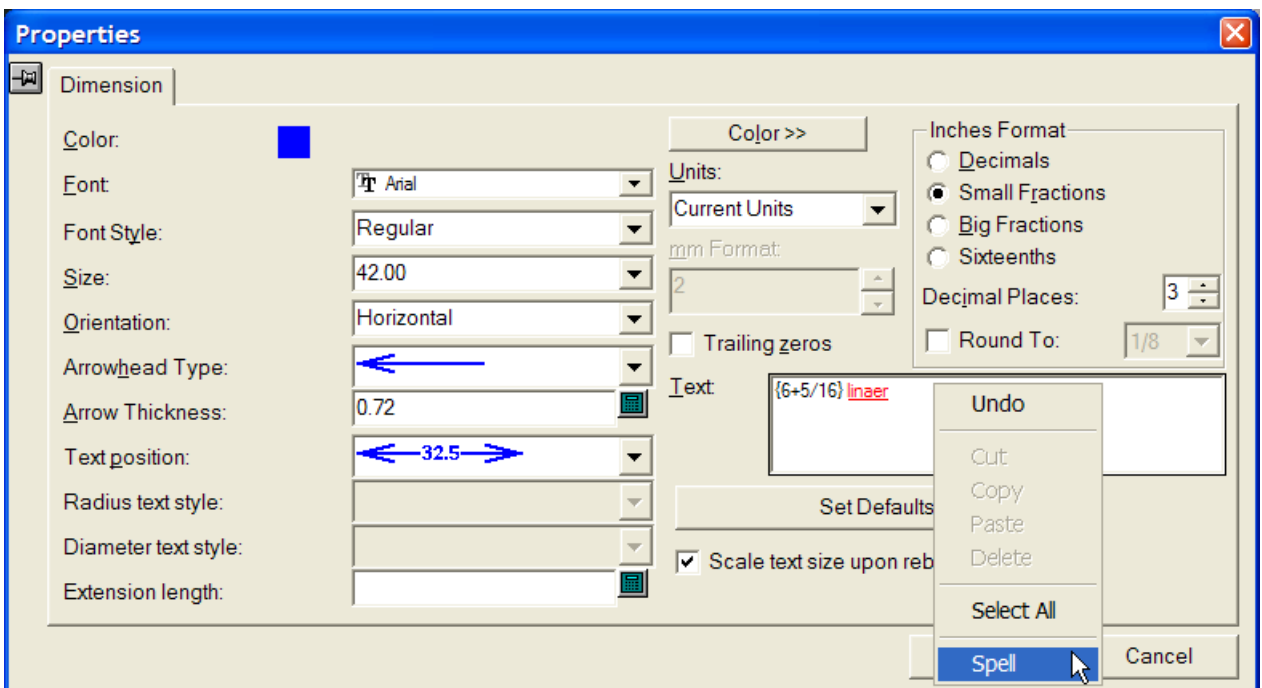 Properties
Dimension
Color:
Font:
Arial
Font Style:
Regular
Size:
42.00
Orientation:
Horizontal
Arrowhead Type:
Arrow Thickness:
0.72
Text position:
32.5
Radius text style:
Diameter text style:
Extension length:
Color >>
Units:
Current Units
mm Format:
2
Trailing zeros
Inches Format
Decimals
Small Fractions
Big Fractions
Sixteenths
Decimal Places:
3
Round To:
1/8
Text:
{6+5/16} linaer
Set Defaults
Scale text size upon reb
Undo
Cut
Copy
Paste
Delete
Select All
Spell
Cancel